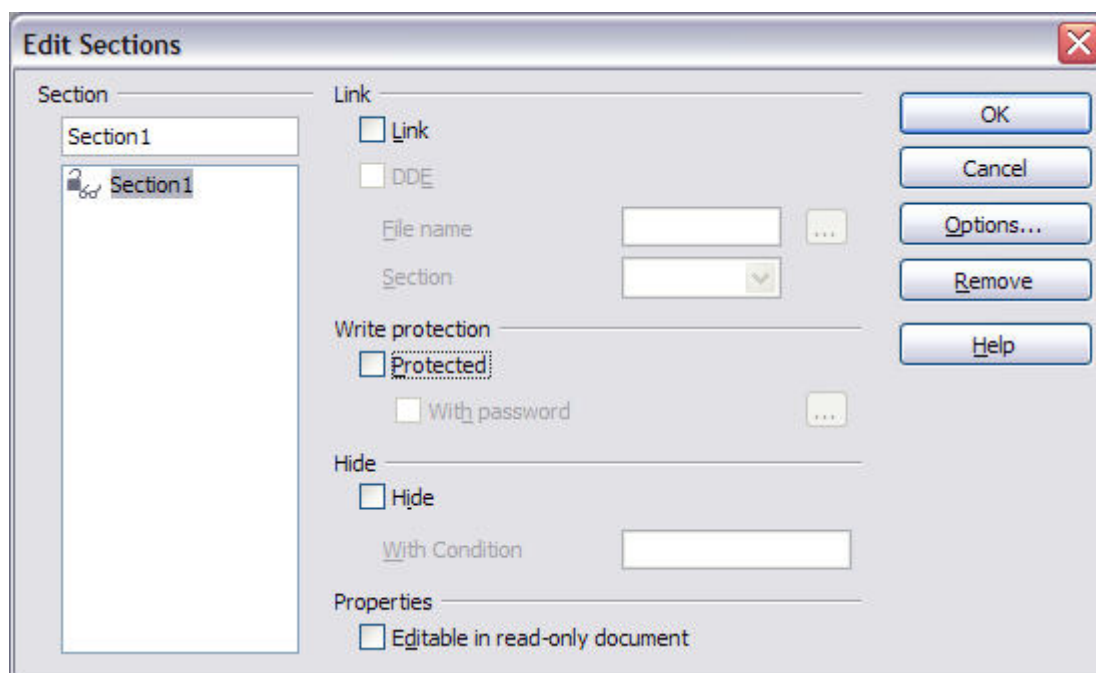 Edit Sections
Section
Section1
Section1
Link
Link
DDE
File name
...
Section
Write protection
Protected
With password
...
Hide
Hide
With Condition
Properties
Editable in read-only document
OK
Cancel
Options...
Remove
Help